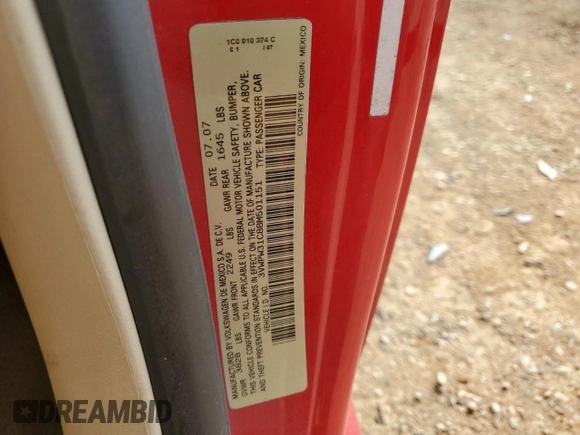 1C0 010 374 C
G 1 / 07
MANUFACTURED BY VOLKSWAGEN DE MEXICO S.A. DE C.V. DATE 07.07
GVWR 3828 LBS GAWR FRONT 2249 LBS GAWR REAR 1645 LBS
THIS VEHICLE CONFORMS TO ALL APPLICABLE U.S. FEDERAL MOTOR VEHICLE SAFETY, BUMPER,
AND THEFT PREVENTION STANDARDS IN EFFECT ON THE DATE OF MANUFACTURE SHOWN ABOVE.
VEHICLE I.D. NO. 3VWPW31C88M501151 TYPE: PASSENGER CAR
COUNTRY OF ORIGIN: MEXICO
DREAMBID